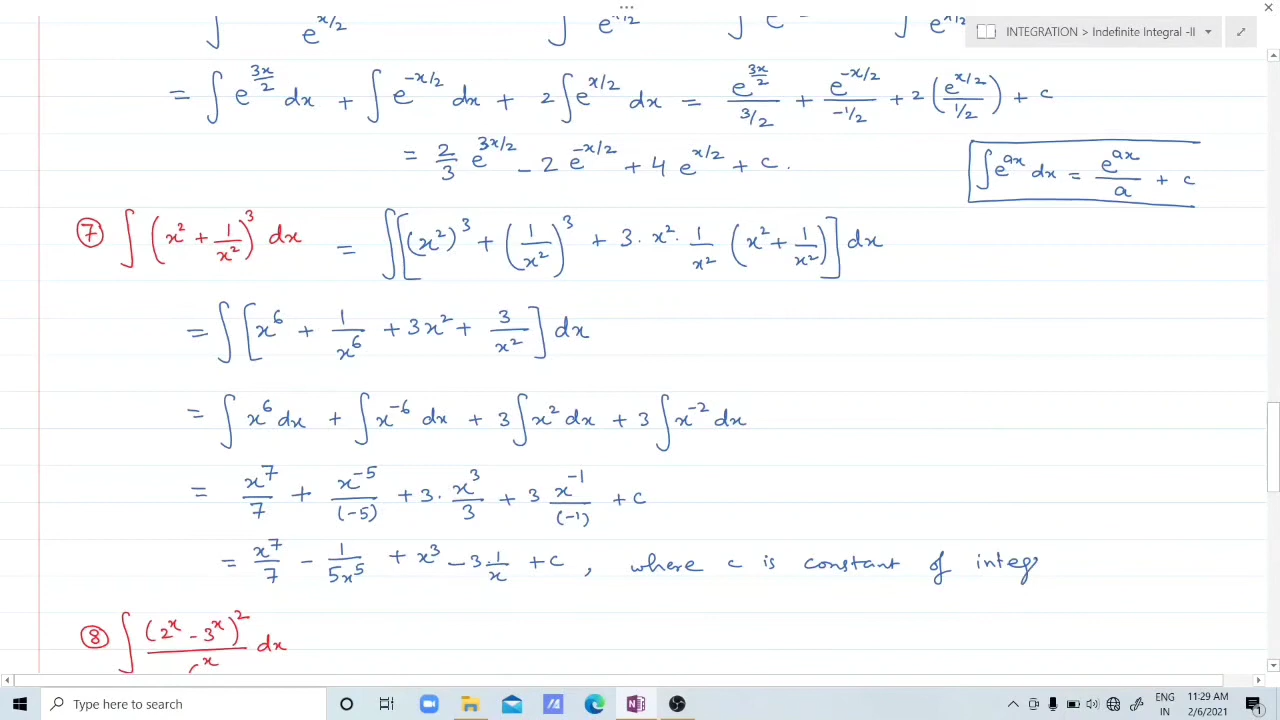 ∫ e^{x/2} ∫ e^{x/2} ∫ e ∫ e^{x/2}
INTEGRATION > Indefinite Integral -II
= ∫ e^{3x/2} dx + ∫ e^{-x/2} dx + 2∫ e^{x/2} dx = e^{3x/2}/(3/2) + e^{-x/2}/(-1/2) + 2(e^{x/2}/(1/2)) + c
= 2/3 e^{3x/2} - 2 e^{-x/2} + 4 e^{x/2} + c.
∫ e^{ax} dx = e^{ax}/a + c
⑦ ∫ (x² + 1/x²)³ dx = ∫ [(x²)³ + (1/x²)³ + 3. x². 1/x² (x² + 1/x²)] dx
= ∫ [x⁶ + 1/x⁶ + 3x² + 3/x²] dx
= ∫ x⁶ dx + ∫ x⁻⁶ dx + 3∫ x² dx + 3∫ x⁻² dx
= x⁷/7 + x⁻⁵/(-5) + 3. x³/3 + 3 x⁻¹/(-1) + c
= x⁷/7 - 1/5x⁵ + x³ - 3.1/x + c, where c is constant of integ
⑧ ∫ (2ˣ - 3ˣ)²/ ˣ dx
Type here to search
ENG
IN
11:29 AM
2/6/2021
1